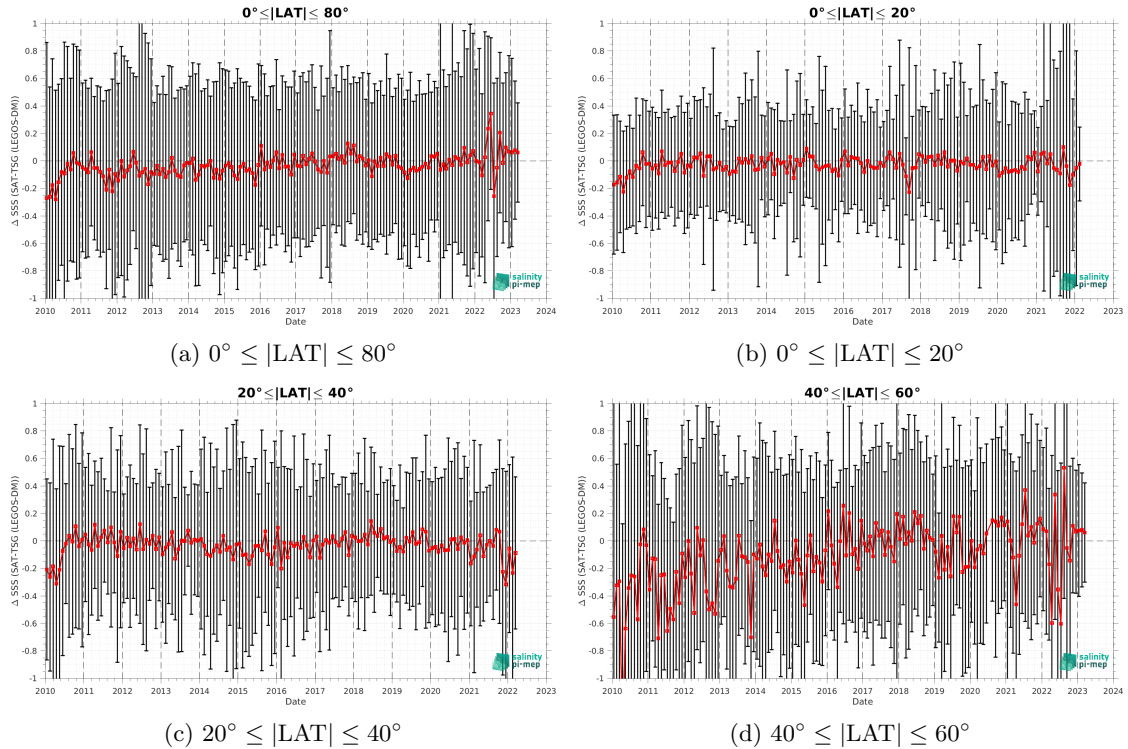 0°≤|LAT|≤ 80°
Δ SSS (SAT-TSG (LEGOS-DM))
1
0.8
0.6
0.4
0.2
0
-0.2
-0.4
-0.6
-0.8
-1
2010 2011 2012 2013 2014 2015 2016 2017 2018 2019 2020 2021 2022 2023 2024
Date
salinity
pi-mep
(a) 0° ≤ |LAT| ≤ 80°
0°≤|LAT|≤ 20°
Δ SSS (SAT-TSG (LEGOS-DM))
1
0.8
0.6
0.4
0.2
0
-0.2
-0.4
-0.6
-0.8
-1
2010 2011 2012 2013 2014 2015 2016 2017 2018 2019 2020 2021 2022 2023
Date
salinity
pi-mep
(b) 0° ≤ |LAT| ≤ 20°
20°≤|LAT|≤ 40°
Δ SSS (SAT-TSG (LEGOS-DM))
1
0.8
0.6
0.4
0.2
0
-0.2
-0.4
-0.6
-0.8
-1
2010 2011 2012 2013 2014 2015 2016 2017 2018 2019 2020 2021 2022 2023
Date
salinity
pi-mep
(c) 20° ≤ |LAT| ≤ 40°
40°≤|LAT|≤ 60°
Δ SSS (SAT-TSG (LEGOS-DM))
1
0.8
0.6
0.4
0.2
0
-0.2
-0.4
-0.6
-0.8
-1
2010 2011 2012 2013 2014 2015 2016 2017 2018 2019 2020 2021 2022 2023 2024
Date
salinity
pi-mep
(d) 40° ≤ |LAT| ≤ 60°